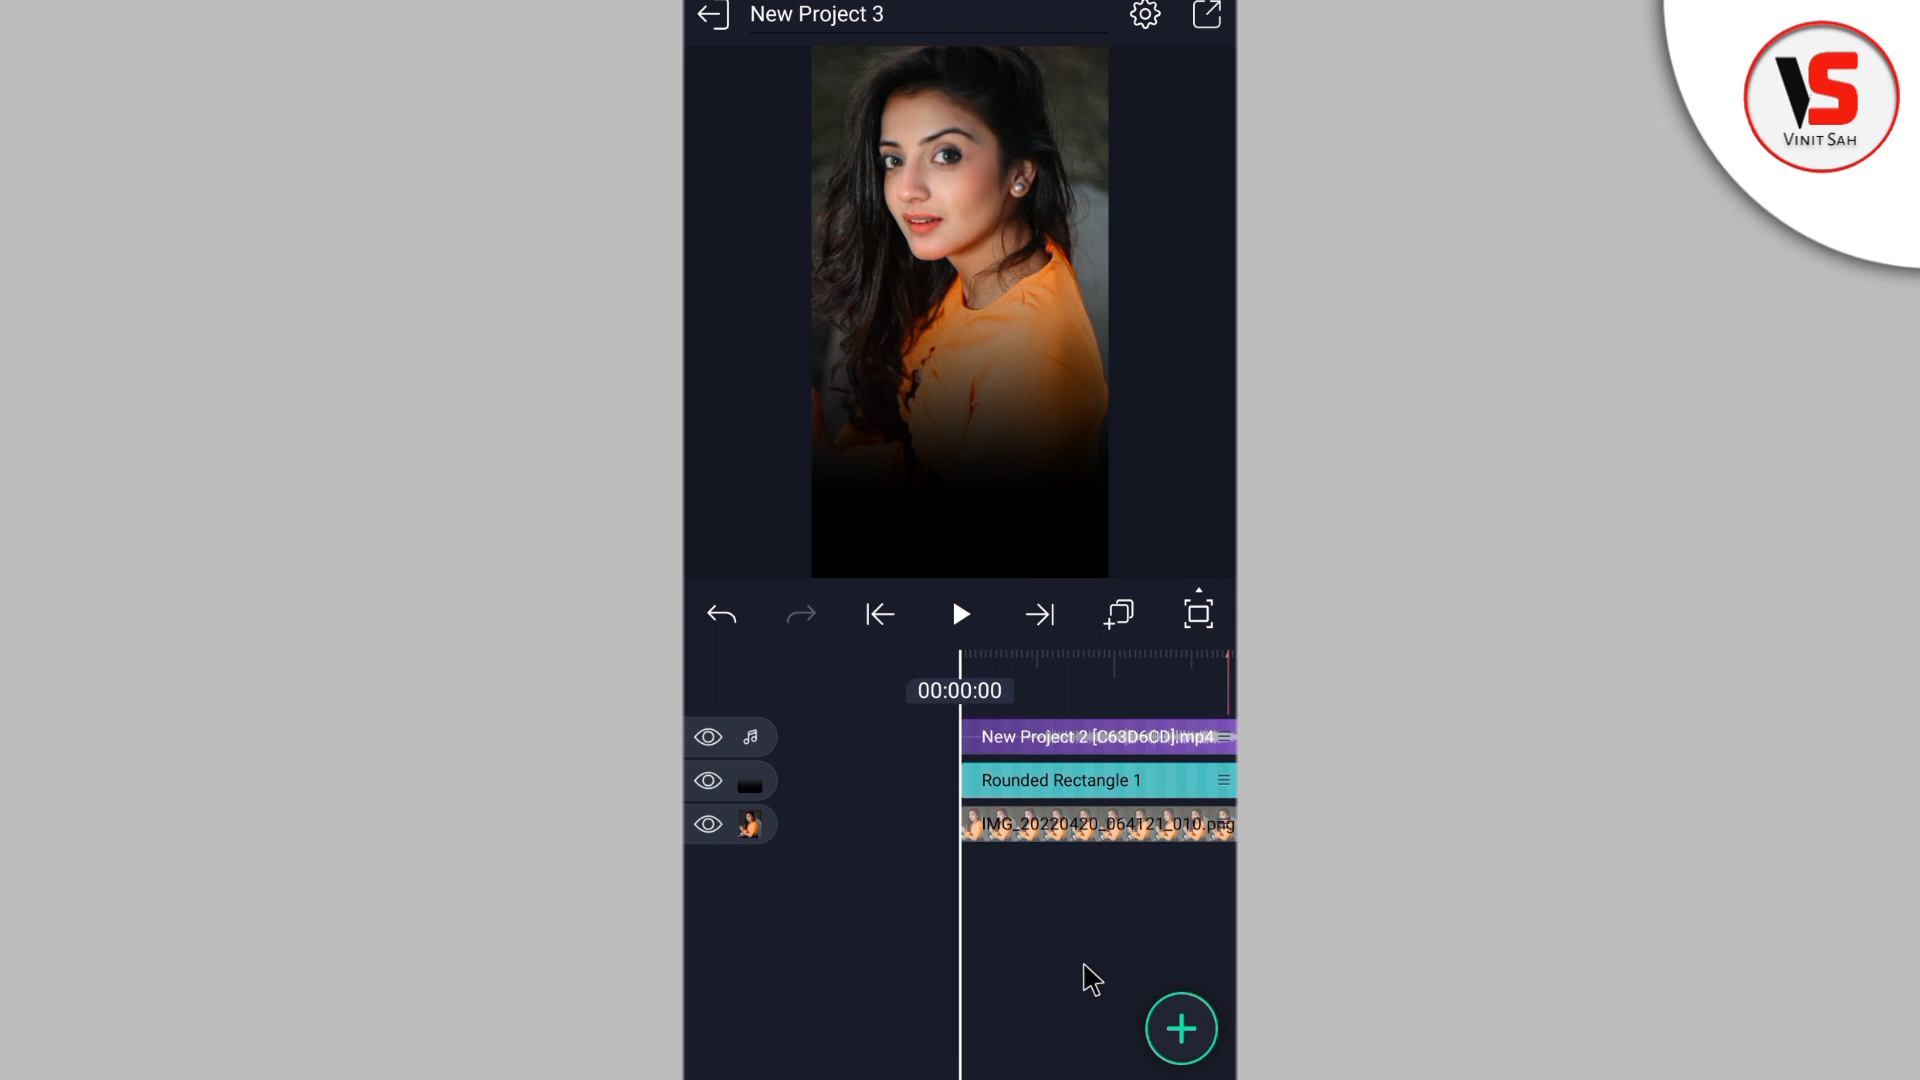 New Project 3
VS
VINIT SAH
00:00:00
New Project 2 [C63D6CD].mp4
Rounded Rectangle 1
IMG_20220420_064121_010.png